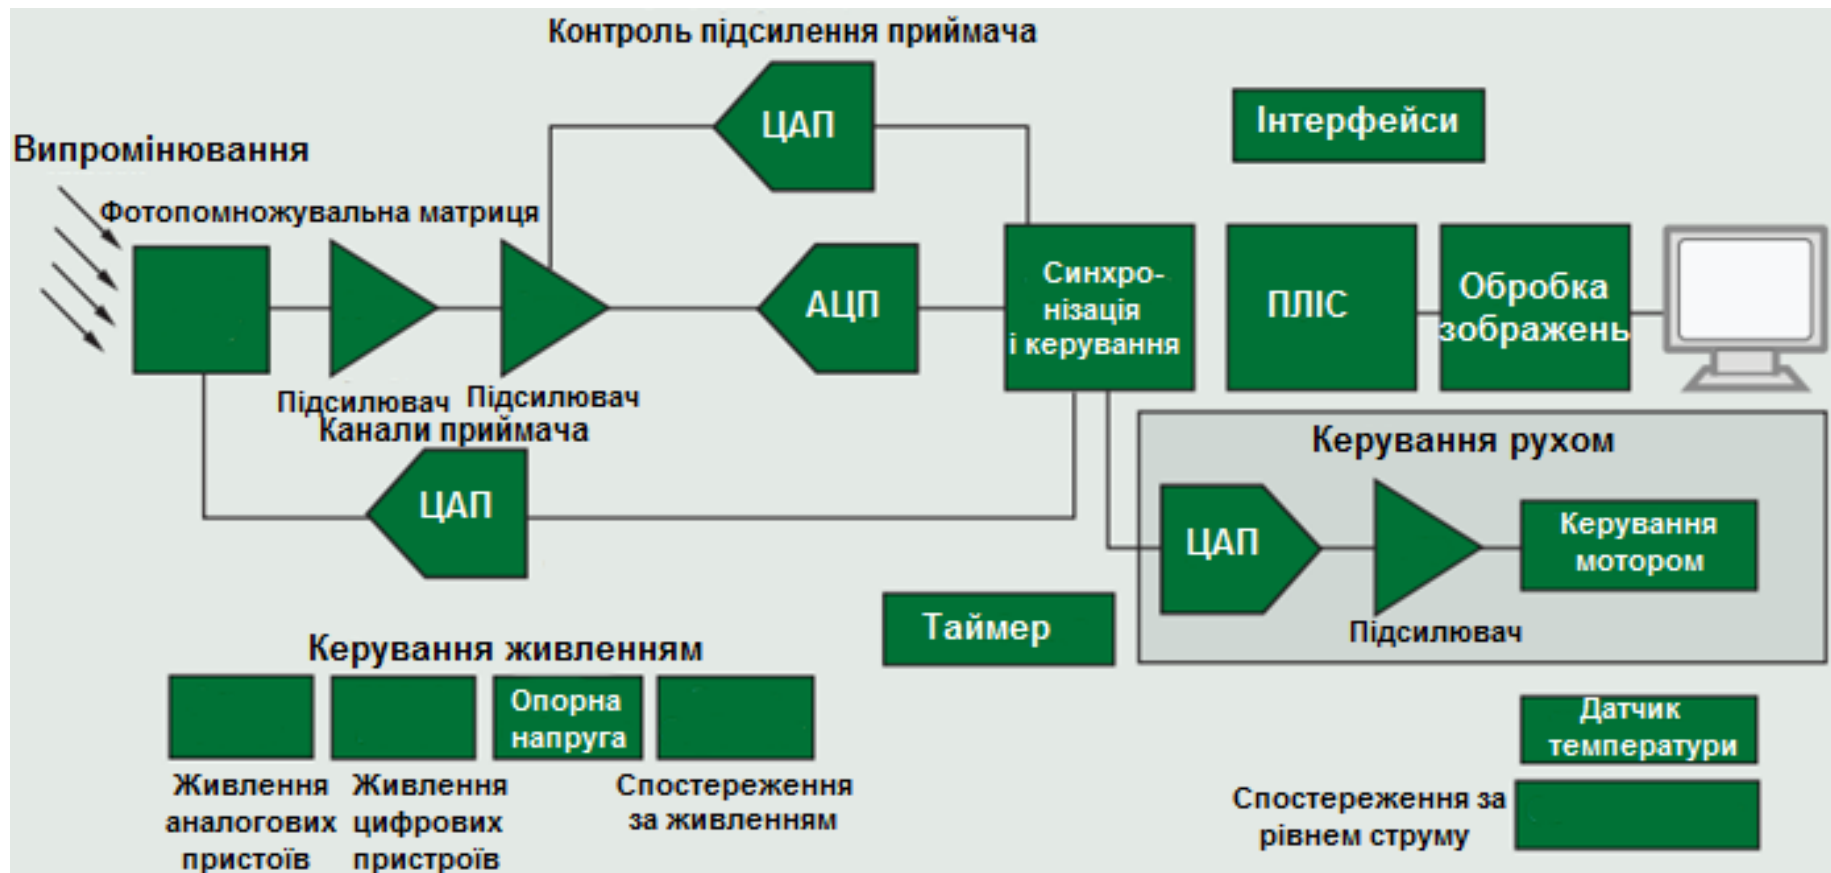 Контроль підсилення приймача
ЦАП
Інтерфейси
Випромінювання
Фотопомножувальна матриця
АЦП
Синхро-
нізація
і керування
ПЛІС
Обробка
зображень
Підсилювач
Підсилювач
Канали приймача
ЦАП
Керування рухом
ЦАП
Керування
мотором
Підсилювач
Таймер
Керування живленням
Опорна
напруга
Живлення
аналогових
пристоїв
Живлення
цифрових
пристроїв
Спостереження
за живленням
Датчик
температури
Спостереження за
рівнем струму